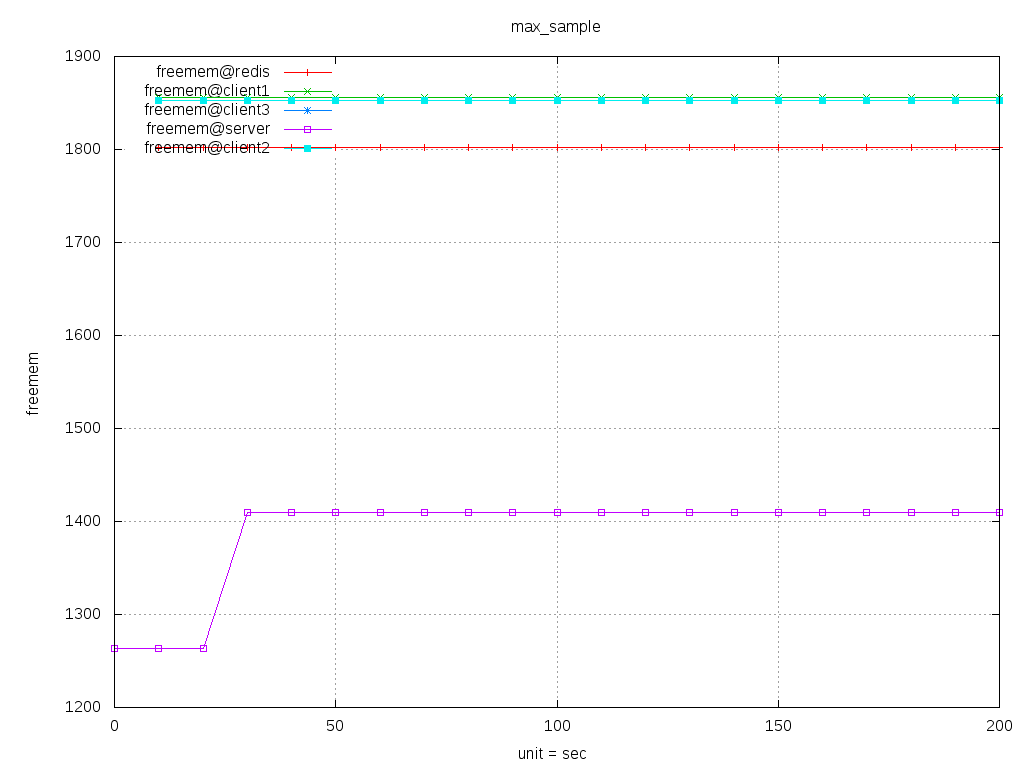 max_sample
1900
freemem@redis
freemem@client1
freemem@client3
freemem@server
freemem@client2
1800
1700
1600
1500
1400
1300
1200
freemem
0 50 100 150 200
unit = sec